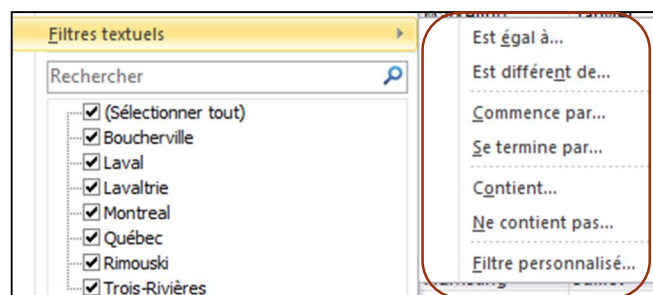 Filtres textuels
Rechercher
(Sélectionner tout)
Boucherville
Laval
Lavaltrie
Montreal
Québec
Rimouski
Trois-Rivières
Est égal à...
Est différent de...
Commence par...
Se termine par...
Contient...
Ne contient pas...
Filtre personnalisé...